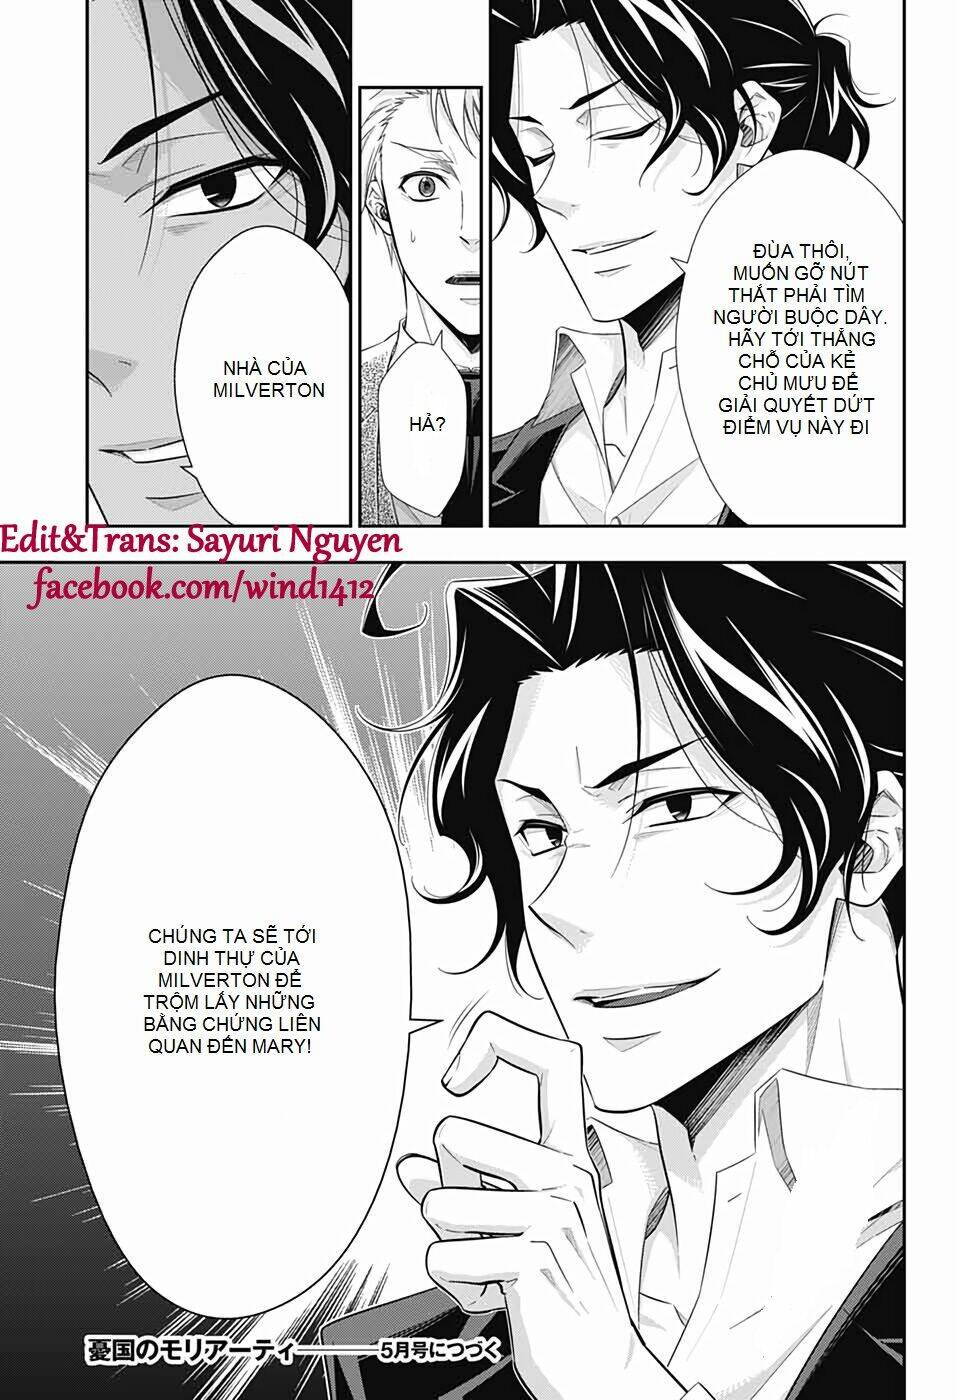 ĐÙA THÔI,
MUỐN GỠ NÚT
THẮT PHẢI TÌM
NGƯỜI BUỘC DÂY.
HÃY TỚI THẲNG
CHỖ CỦA KẺ
CHỦ MƯU ĐỂ
GIẢI QUYẾT DỨT
ĐIỂM VỤ NÀY ĐI
HẢ?
NHÀ CỦA
MILVERTON
Edit&Trans: Sayuri Nguyen
facebook.com/wind1412
CHÚNG TA SẼ TỚI
DINH THỰ CỦA
MILVERTON ĐỂ
TRỘM LẤY NHỮNG
BẰNG CHỨNG LIÊN
QUAN ĐẾN MARY!
憂国のモリアーティ────5月号につづく